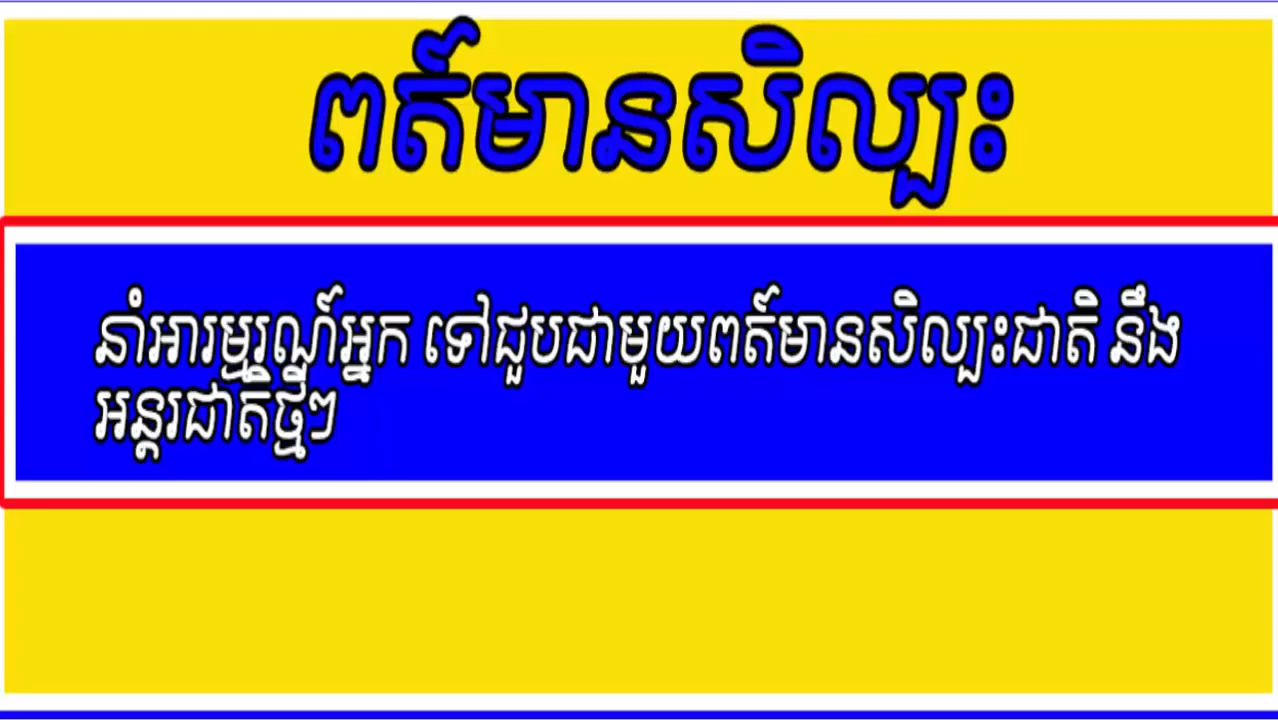 ពត៍មានសិល្បះ
នាំអារម្មរណ៍អ្នក ទៅជួបជាមួយពត៍មានសិល្បះជាតិ នឹង
អន្តរជាតិថ្មីៗ